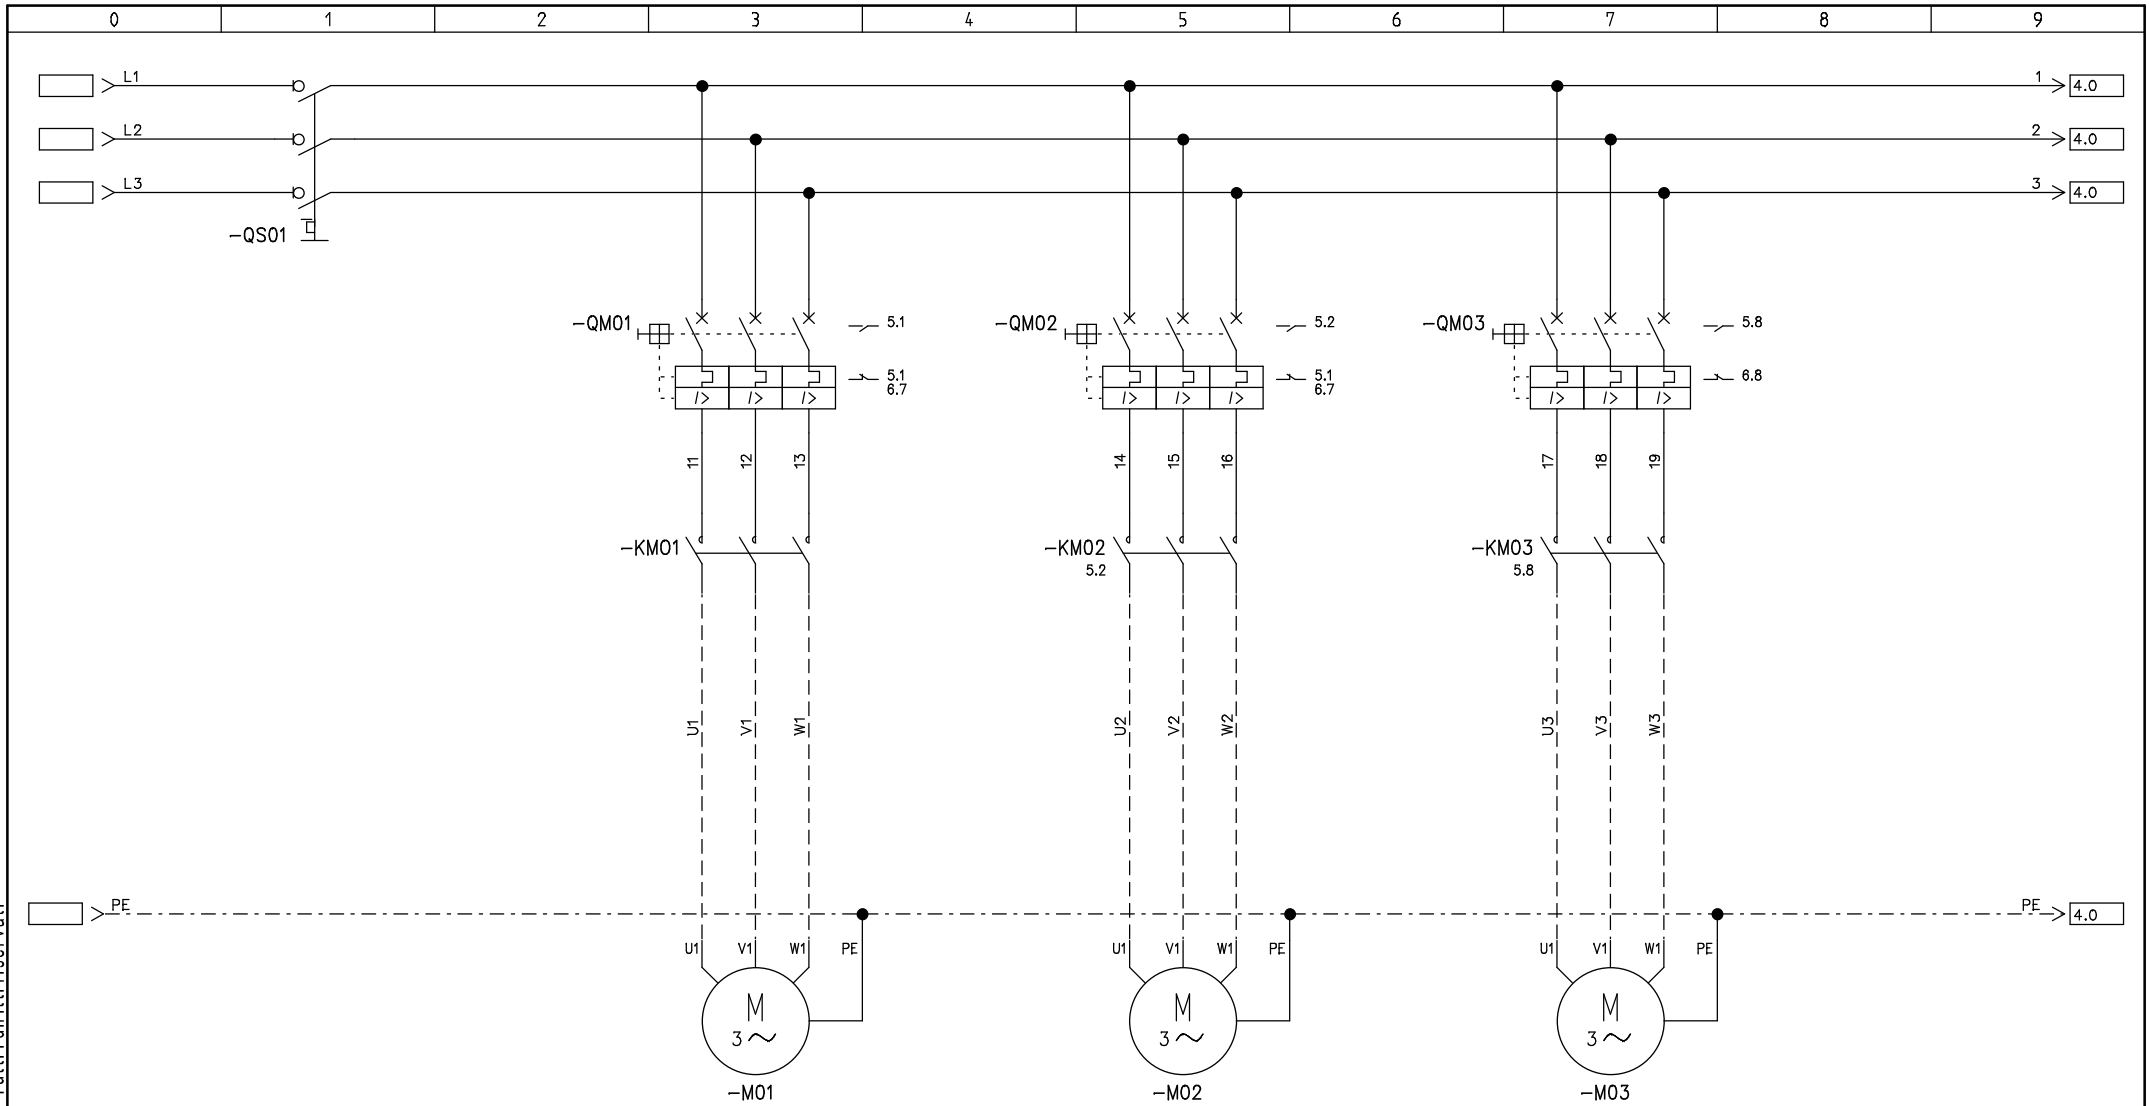 0 1 2 3 4 5 6 7 8 9
L1 1 4.0
L2 2 4.0
L3 3 4.0
-QS01
-QM01 5.1 -QM02 5.2 -QM03 5.8
5.1 5.1 6.8
6.7 6.7
I> I> I> I> I> I> I> I> I>
11 12 13 14 15 16 17 18 19
-KM01 -KM02 -KM03
5.2 5.8
U1 V1 W1 U2 V2 W2 U3 V3 W3
PE PE 4.0
U1 V1 W1 PE U1 V1 W1 PE U1 V1 W1 PE
M M M
3~ 3~ 3~
-M01 -M02 -M03